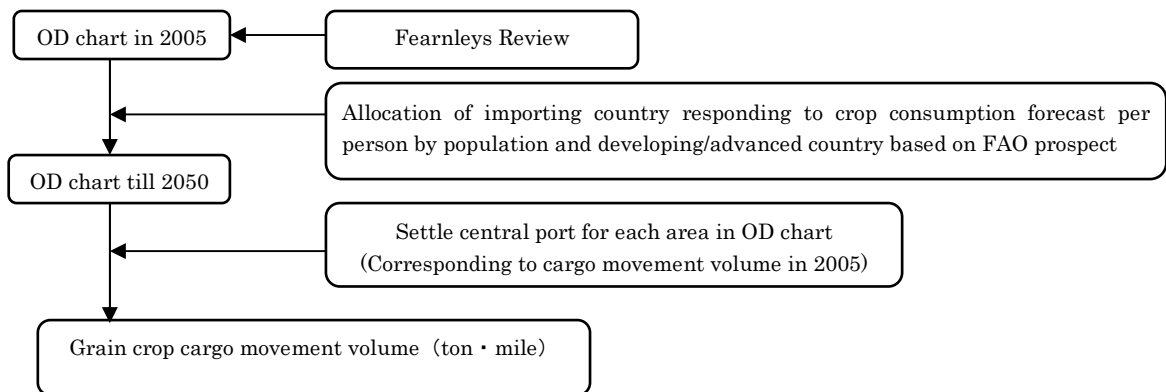 OD chart in 2005
Fearnleys Review
Allocation of importing country responding to crop consumption forecast per
person by population and developing/advanced country based on FAO prospect
OD chart till 2050
Settle central port for each area in OD chart
(Corresponding to cargo movement volume in 2005)
Grain crop cargo movement volume（ton・mile）